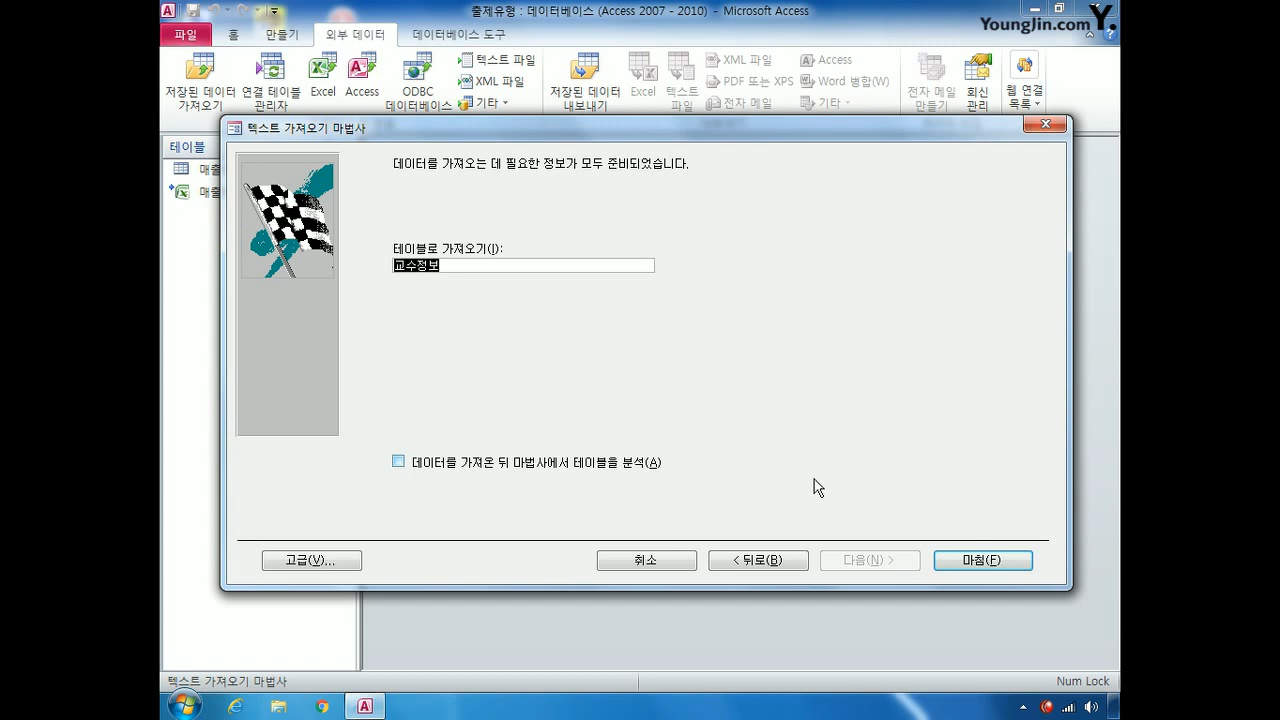 출제유형 : 데이터베이스 (Access 2007 - 2010) - Microsoft Access
YoungJin.com Y.
파일 홈 만들기 외부 데이터 데이터베이스 도구
저장된 데이터 가져오기
연결 테이블 관리자
Excel
Access
ODBC 데이터베이스
텍스트 파일
XML 파일
기타
저장된 데이터 내보내기
Excel
텍스트 파일
XML 파일
PDF 또는 XPS
전자 메일
Access
Word 병합(W)
기타
전자 메일 만들기
회신 관리
웹 연결 목록
테이블
텍스트 가져오기 마법사
데이터를 가져오는 데 필요한 정보가 모두 준비되었습니다.
테이블로 가져오기(I):
교수정보
데이터를 가져온 뒤 마법사에서 테이블을 분석(A)
고급(V)... 취소 < 뒤로(B) 다음(N) > 마침(F)
텍스트 가져오기 마법사 Num Lock